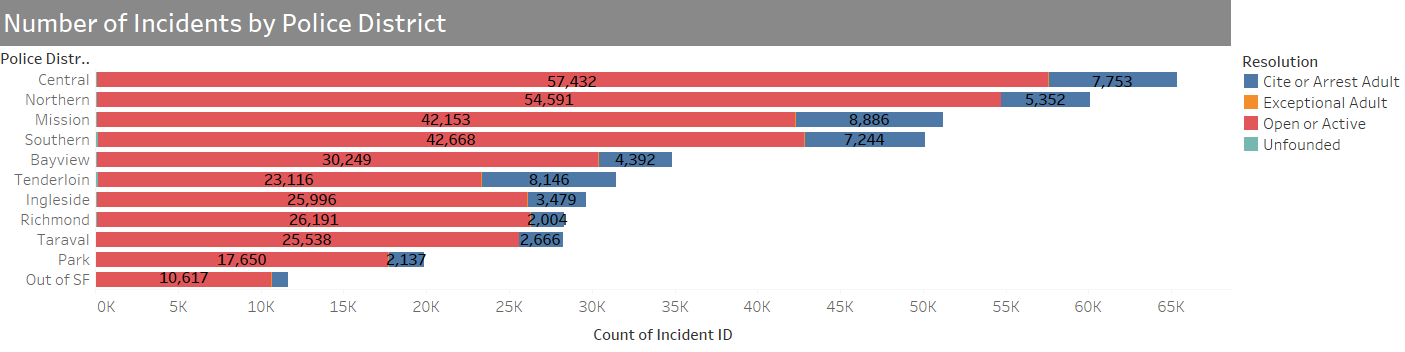 Number of Incidents by Police District
Police Distr..
Central 57,432 7,753
Northern 54,591 5,352
Mission 42,153 8,886
Southern 42,668 7,244
Bayview 30,249 4,392
Tenderloin 23,116 8,146
Ingleside 25,996 3,479
Richmond 26,191 2,004
Taraval 25,538 2,666
Park 17,650 2,137
Out of SF 10,617
0K 5K 10K 15K 20K 25K 30K 35K 40K 45K 50K 55K 60K 65K
Count of Incident ID
Resolution
Cite or Arrest Adult
Exceptional Adult
Open or Active
Unfounded